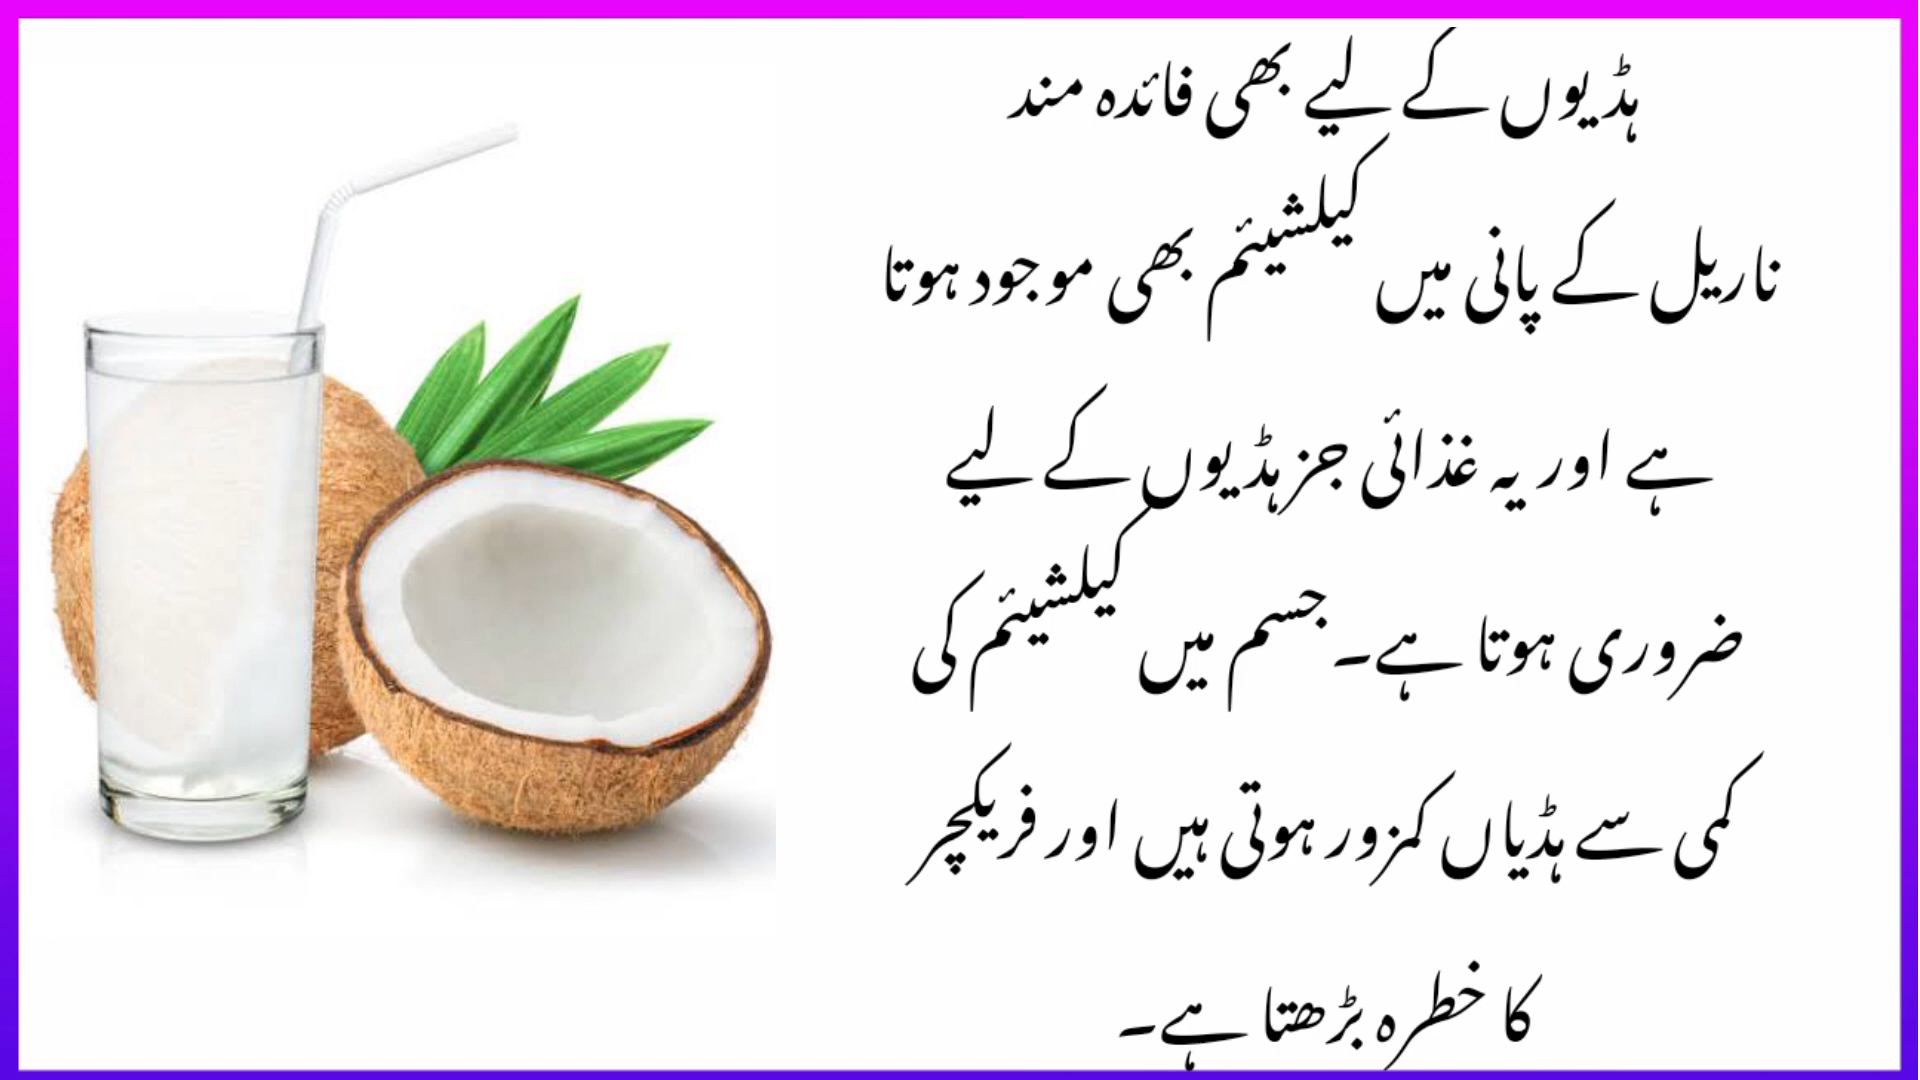 ہڈیوں کے لیے بھی فائدہ مند
ناریل کے پانی میں کیلشیئم بھی موجود ہوتا
ہے اور یہ غذائی جز ہڈیوں کے لیے
ضروری ہوتا ہے۔ جسم میں کیلشیئم کی
کمی سے ہڈیاں کمزور ہوتی ہیں اور فریکچر
کا خطرہ بڑھتا ہے۔